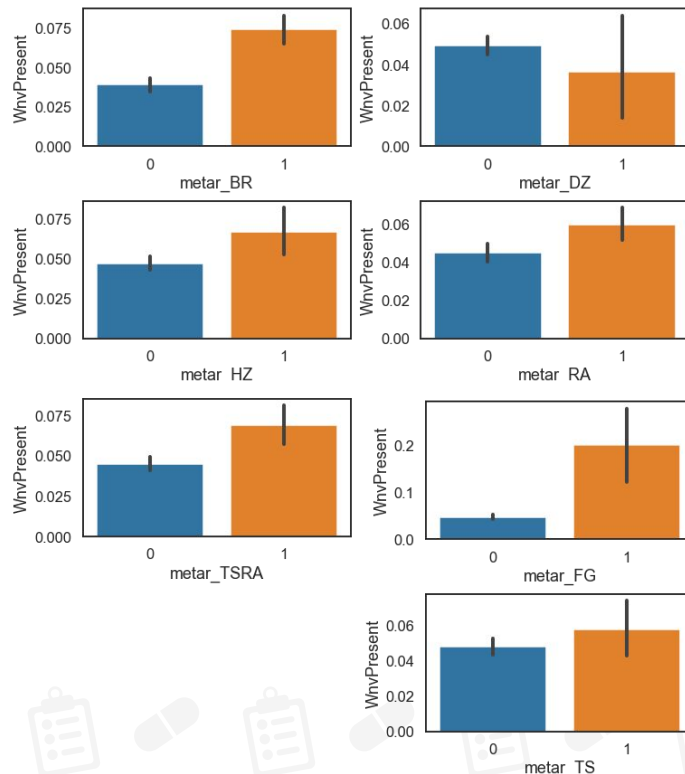 WnvPresent
0.075
0.050
0.025
0.000
0 1
metar_BR
WnvPresent
0.06
0.04
0.02
0.00
0 1
metar_DZ
WnvPresent
0.075
0.050
0.025
0.000
0 1
metar_HZ
WnvPresent
0.06
0.04
0.02
0.00
0 1
metar_RA
WnvPresent
0.075
0.050
0.025
0.000
0 1
metar_TSRA
WnvPresent
0.2
0.1
0.0
0 1
metar_FG
WnvPresent
0.06
0.04
0.02
0.00
0 1
metar_TS